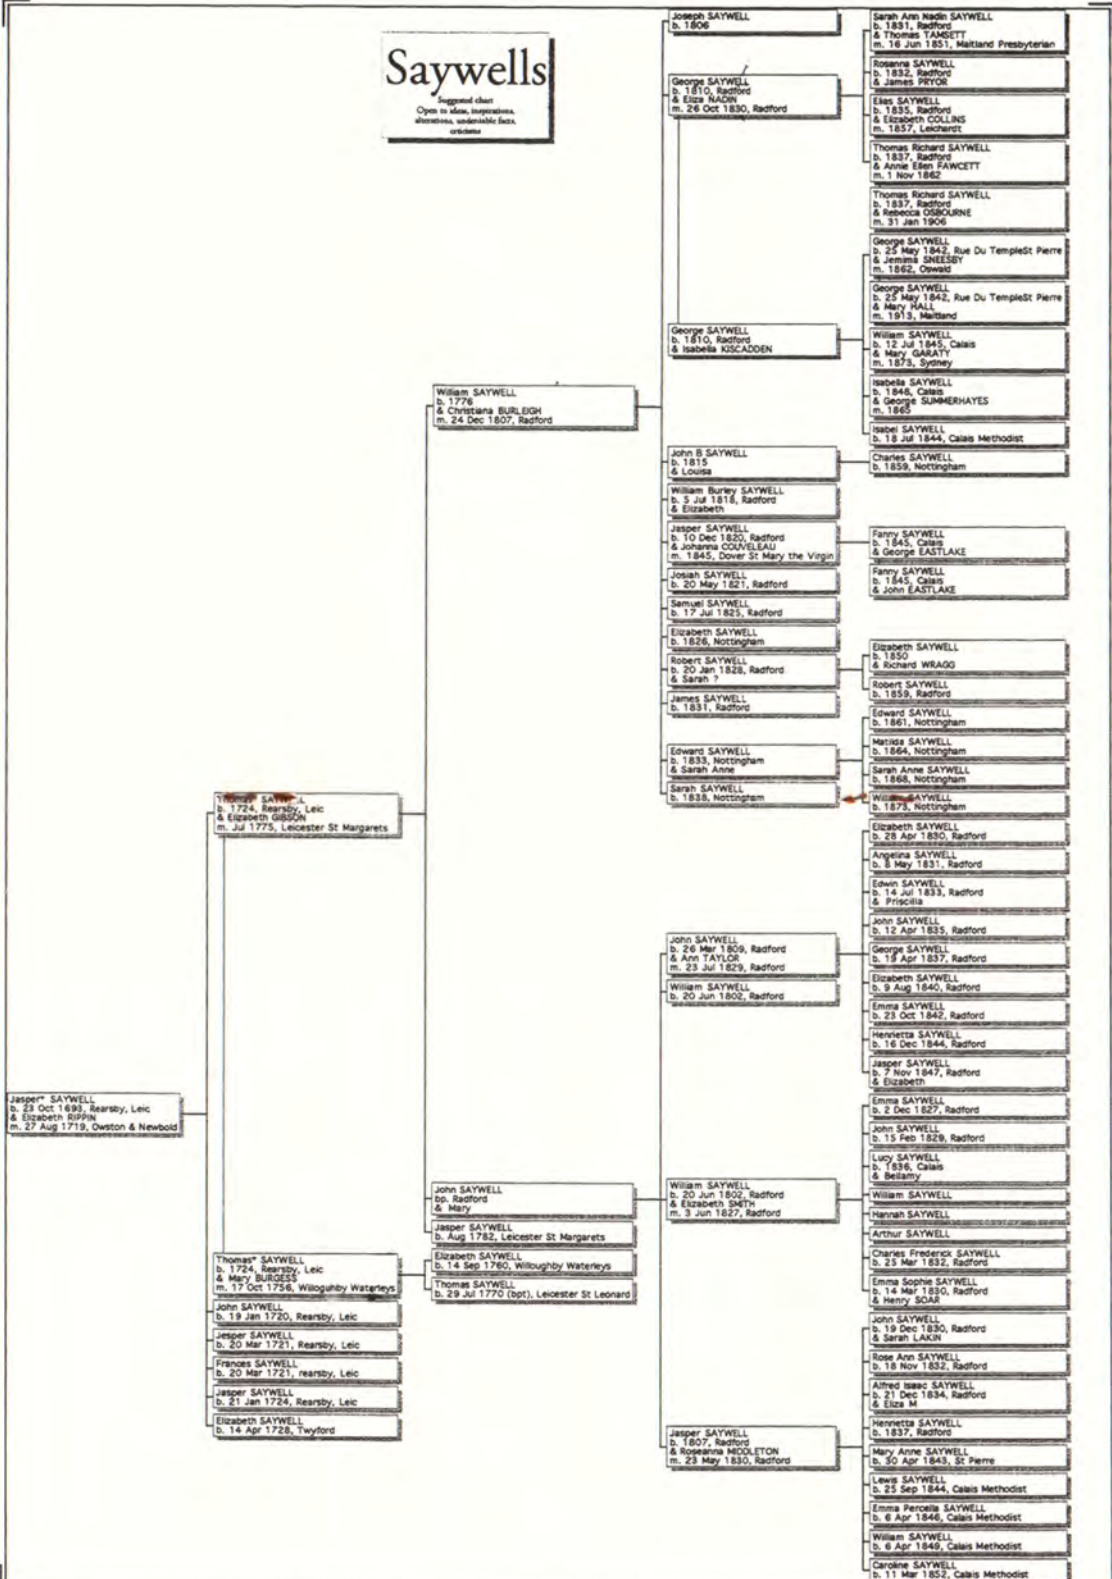 Saywells
Suggested chart
Open to ideas, inspirations,
alterations, undeniable facts,
criticisms
Jasper* SAYWELL
b. 23 Oct 1693, Rearsby, Leic
& Elizabeth RIPPIN
m. 27 Aug 1719, Owston & Newbold
Thomas* SAYWELL
b. 1724, Rearsby, Leic
& Elizabeth GIBSON
m. Jul 1775, Leicester St Margarets
Thomas* SAYWELL
b. 1724, Rearsby, Leic
& Mary BURGESS
m. 17 Oct 1756, Willoguhby Waterleys
John SAYWELL
b. 19 Jan 1720, Rearsby, Leic
Jesper SAYWELL
b. 20 Mar 1721, Rearsby, Leic
Frances SAYWELL
b. 20 Mar 1721, rearsby, Leic
Jasper SAYWELL
b. 21 Jan 1724, Rearsby, Leic
Elizabeth SAYWELL
b. 14 Apr 1728, Twyford
William SAYWELL
b. 1776
& Christiana BURLEIGH
m. 24 Dec 1807, Radford
John SAYWELL
bp. Radford
& Mary
Jasper SAYWELL
b. Aug 1782, Leicester St Margarets
Elizabeth SAYWELL
b. 14 Sep 1760, Willoughby Waterleys
Thomas SAYWELL
b. 29 Jul 1770 (bpt), Leicester St Leonard
Joseph SAYWELL
b. 1806
George SAYWELL
b. 1810, Radford
& Eliza NADIN
m. 26 Oct 1830, Radford
George SAYWELL
b. 1810, Radford
& Isabella KISCADDEN
John B SAYWELL
b. 1815
& Louisa
William Burley SAYWELL
b. 5 Jul 1818, Radford
& Elizabeth
Jasper SAYWELL
b. 10 Dec 1820, Radford
& Johanna COUVELEAU
m. 1845, Dover St Mary the Virgin
Josiah SAYWELL
b. 20 May 1821, Radford
Samuel SAYWELL
b. 17 Jul 1825, Radford
Elizabeth SAYWELL
b. 1826, Nottingham
Robert SAYWELL
b. 20 Jan 1828, Radford
& Sarah ?
James SAYWELL
b. 1831, Radford
Edward SAYWELL
b. 1833, Nottingham
& Sarah Anne
Sarah SAYWELL
b. 1838, Nottingham
John SAYWELL
b. 26 Mar 1809, Radford
& Ann TAYLOR
m. 23 Jul 1829, Radford
William SAYWELL
b. 20 Jun 1802, Radford
William SAYWELL
b. 20 Jun 1802, Radford
& Elizabeth SMITH
m. 3 Jun 1827, Radford
Jasper SAYWELL
b. 1807, Radford
& Roseanna MIDDLETON
m. 23 May 1830, Radford
Sarah Ann Nadin SAYWELL
b. 1831, Radford
& Thomas TAMSETT
m. 16 Jun 1851, Maitland Presbyterian
Rosanna SAYWELL
b. 1832, Radford
& James PRYOR
Elias SAYWELL
b. 1835, Radford
& Elizabeth COLLINS
m. 1857, Leichardt
Thomas Richard SAYWELL
b. 1837, Radford
& Annie Ellen FAWCETT
m. 1 Nov 1862
Thomas Richard SAYWELL
b. 1837, Radford
& Rebecca OSBOURNE
m. 31 Jan 1906
George SAYWELL
b. 25 May 1842, Rue Du TempleSt Pierre
& Jemima SNEESBY
m. 1862, Oswald
George SAYWELL
b. 25 May 1842, Rue Du TempleSt Pierre
& Mary HALL
m. 1913, Maitland
William SAYWELL
b. 12 Jul 1845, Calais
& Mary GARATY
m. 1873, Sydney
Isabella SAYWELL
b. 1848, Calais
& George SUMMERHAYES
m. 1865
Isabel SAYWELL
b. 18 Jul 1844, Calais Methodist
Charles SAYWELL
b. 1859, Nottingham
Fanny SAYWELL
b. 1845, Calais
& George EASTLAKE
Fanny SAYWELL
b. 1845, Calais
& John EASTLAKE
Elizabeth SAYWELL
b. 1850
& Richard WRAGG
Robert SAYWELL
b. 1859, Radford
Edward SAYWELL
b. 1861, Nottingham
Matilda SAYWELL
b. 1864, Nottingham
Sarah Anne SAYWELL
b. 1868, Nottingham
William SAYWELL
b. 1873, Nottingham
Elizabeth SAYWELL
b. 28 Apr 1830, Radford
Angelina SAYWELL
b. 8 May 1831, Radford
Edwin SAYWELL
b. 14 Jul 1833, Radford
& Priscilla
John SAYWELL
b. 12 Apr 1835, Radford
George SAYWELL
b. 19 Apr 1837, Radford
Elizabeth SAYWELL
b. 9 Aug 1840, Radford
Emma SAYWELL
b. 23 Oct 1842, Radford
Henrietta SAYWELL
b. 16 Dec 1844, Radford
Jasper SAYWELL
b. 7 Nov 1847, Radford
& Elizabeth
Emma SAYWELL
b. 2 Dec 1827, Radford
John SAYWELL
b. 15 Feb 1829, Radford
Lucy SAYWELL
b. 1836, Calais
& Bellamy
William SAYWELL
Hannah SAYWELL
Arthur SAYWELL
Charles Frederick SAYWELL
b. 25 Mar 1832, Radford
Emma Sophie SAYWELL
b. 14 Mar 1830, Radford
& Henry SOAR
John SAYWELL
b. 19 Dec 1830, Radford
& Sarah LAKIN
Rose Ann SAYWELL
b. 18 Nov 1832, Radford
Alfred Isaac SAYWELL
b. 21 Dec 1834, Radford
& Eliza M
Henrietta SAYWELL
b. 1837, Radford
Mary Anne SAYWELL
b. 30 Apr 1843, St Pierre
Lewis SAYWELL
b. 25 Sep 1844, Calais Methodist
Emma Percella SAYWELL
b. 6 Apr 1846, Calais Methodist
William SAYWELL
b. 6 Apr 1849, Calais Methodist
Caroline SAYWELL
b. 11 Mar 1852, Calais Methodist